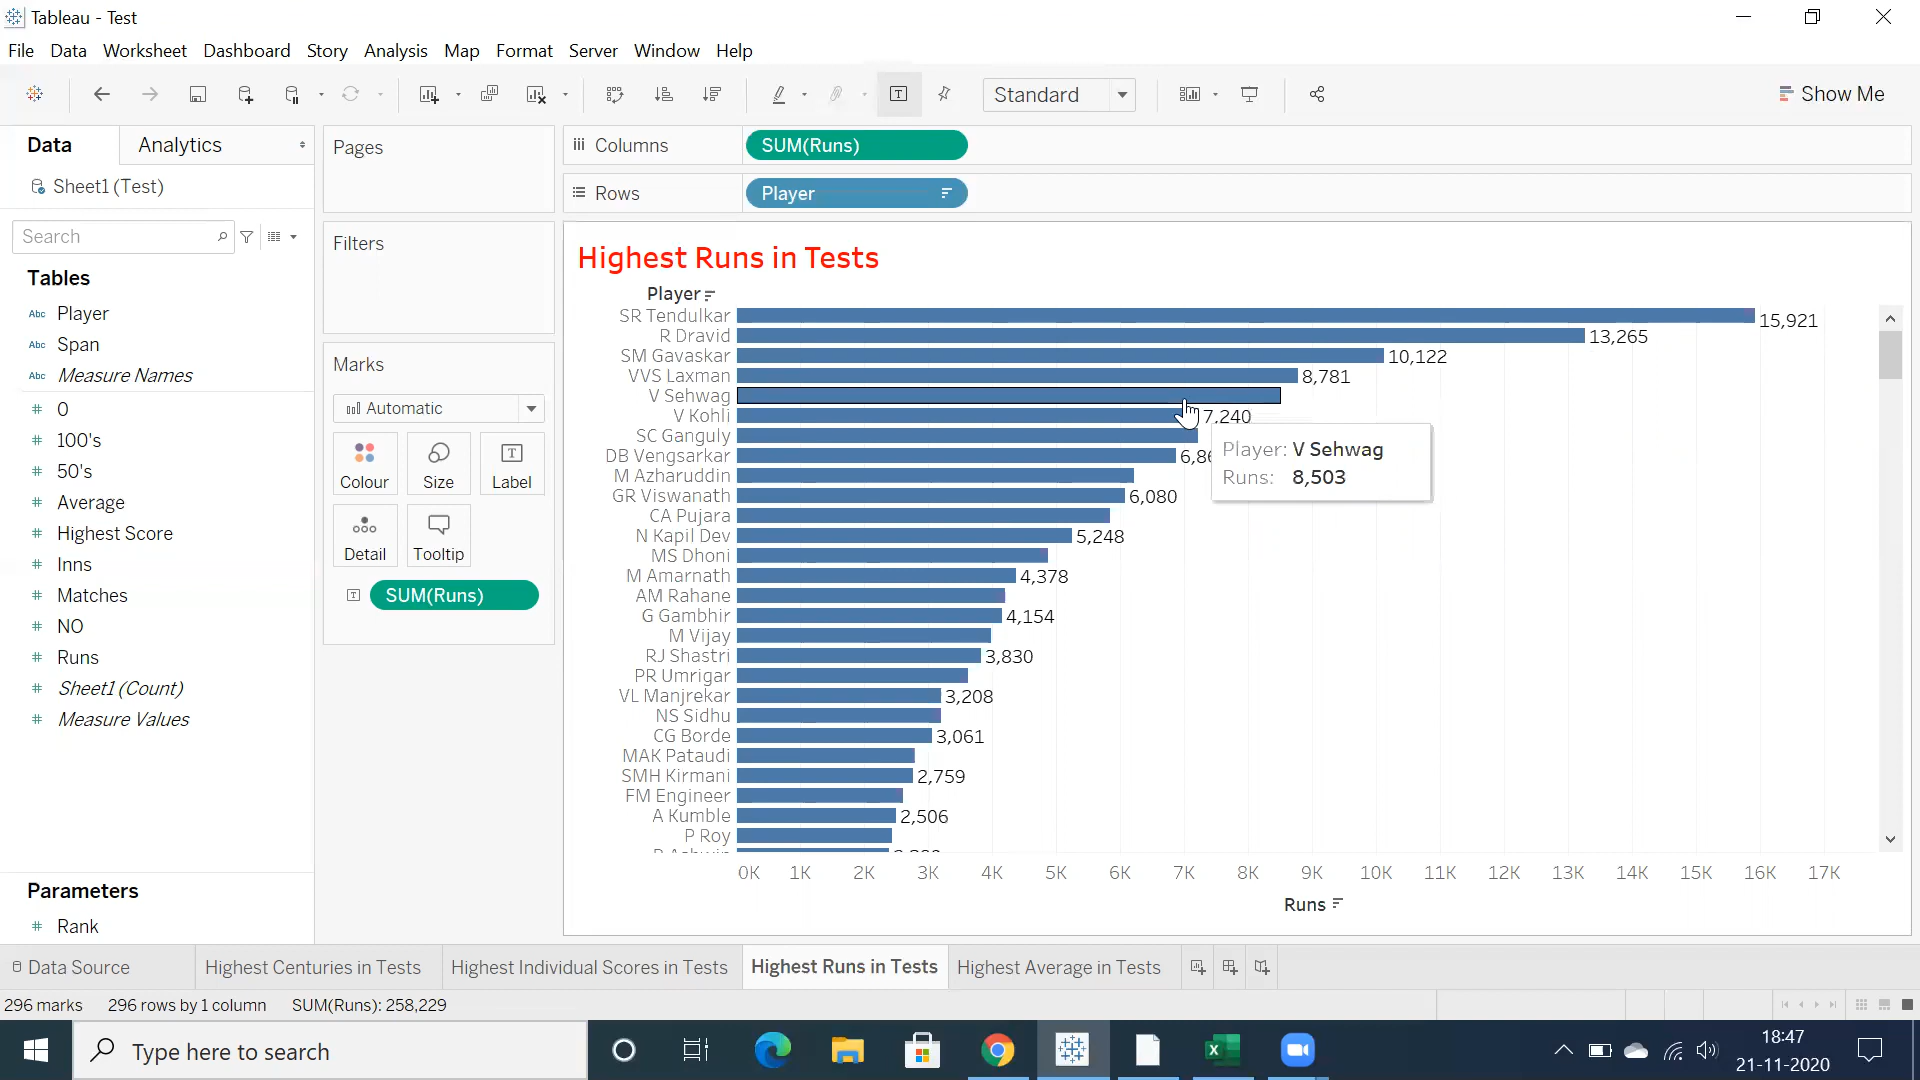 Tableau - Test
File Data Worksheet Dashboard Story Analysis Map Format Server Window Help
Standard
Show Me
Data
Analytics
Sheet1 (Test)
Search
Tables
Abc Player
Abc Span
Abc Measure Names
# 0
# 100's
# 50's
# Average
# Highest Score
# Inns
# Matches
# NO
# Runs
# Sheet1 (Count)
# Measure Values
Parameters
# Rank
Pages
Filters
Marks
Automatic
Colour Size Label
Detail Tooltip
SUM(Runs)
Columns SUM(Runs)
Rows Player
Highest Runs in Tests
Player
SR Tendulkar 15,921
R Dravid 13,265
SM Gavaskar 10,122
VVS Laxman 8,781
V Sehwag
V Kohli 7,240
SC Ganguly
DB Vengsarkar
M Azharuddin
GR Viswanath 6,080
CA Pujara
N Kapil Dev 5,248
MS Dhoni
M Amarnath 4,378
AM Rahane
G Gambhir 4,154
M Vijay
RJ Shastri 3,830
PR Umrigar
VL Manjrekar 3,208
NS Sidhu
CG Borde 3,061
MAK Pataudi
SMH Kirmani 2,759
FM Engineer
A Kumble 2,506
P Roy
Player: V Sehwag
Runs: 8,503
0K 1K 2K 3K 4K 5K 6K 7K 8K 9K 10K 11K 12K 13K 14K 15K 16K 17K
Runs
Data Source Highest Centuries in Tests Highest Individual Scores in Tests Highest Runs in Tests Highest Average in Tests
296 marks 296 rows by 1 column SUM(Runs): 258,229
Type here to search
18:47
21-11-2020